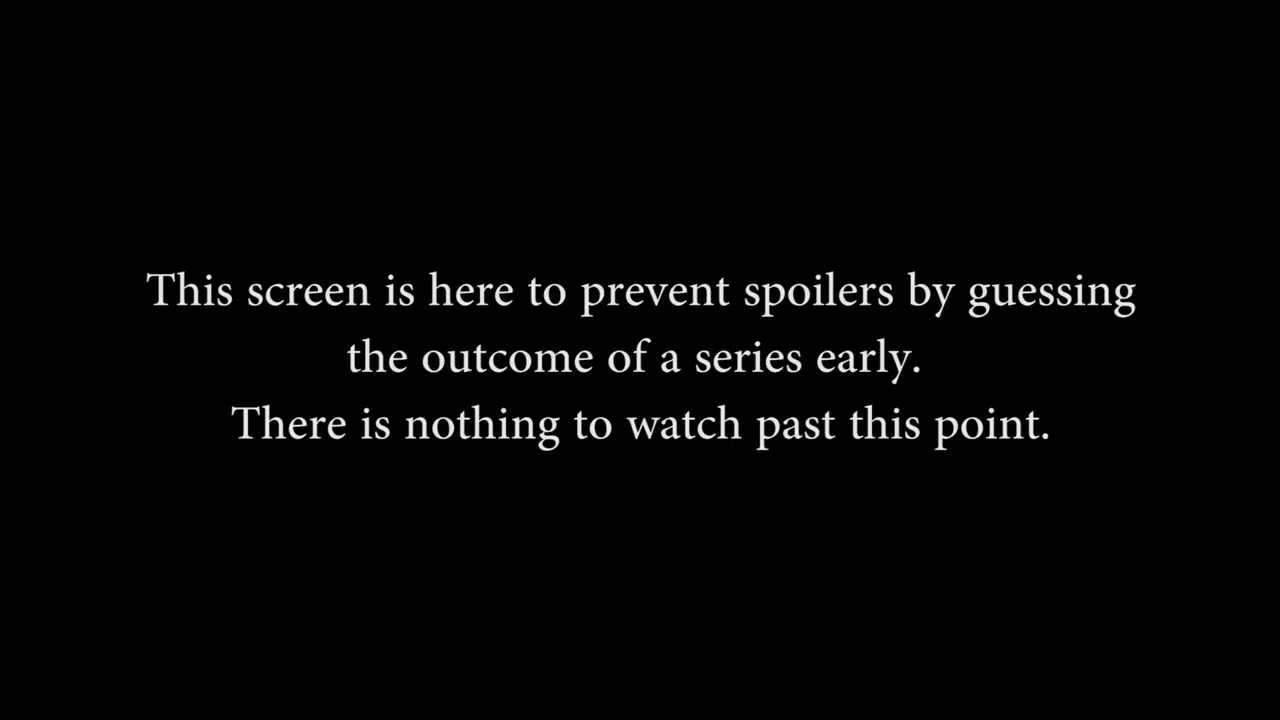 This screen is here to prevent spoilers by guessing
the outcome of a series early.
There is nothing to watch past this point.